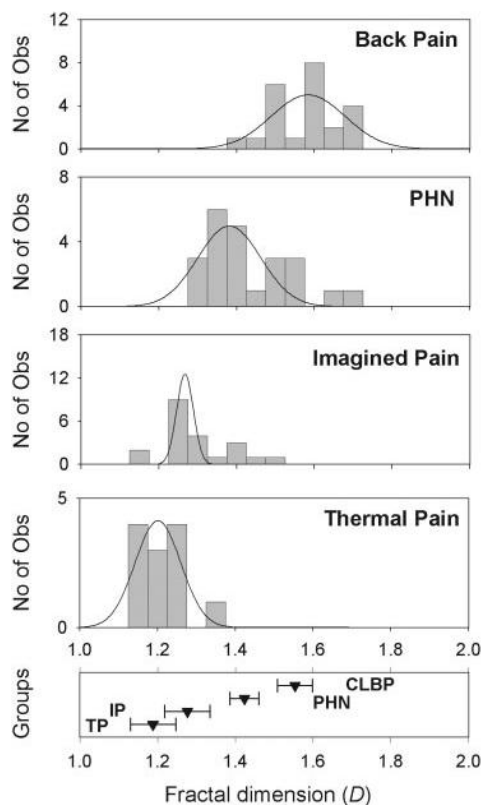 12
8
4
0
No of Obs
Back Pain
8
4
0
No of Obs
PHN
18
12
6
0
No of Obs
Imagined Pain
5
0
No of Obs
Thermal Pain
1.0 1.2 1.4 1.6 1.8 2.0
Groups
CLBP
PHN
IP
TP
1.0 1.2 1.4 1.6 1.8 2.0
Fractal dimension (D)